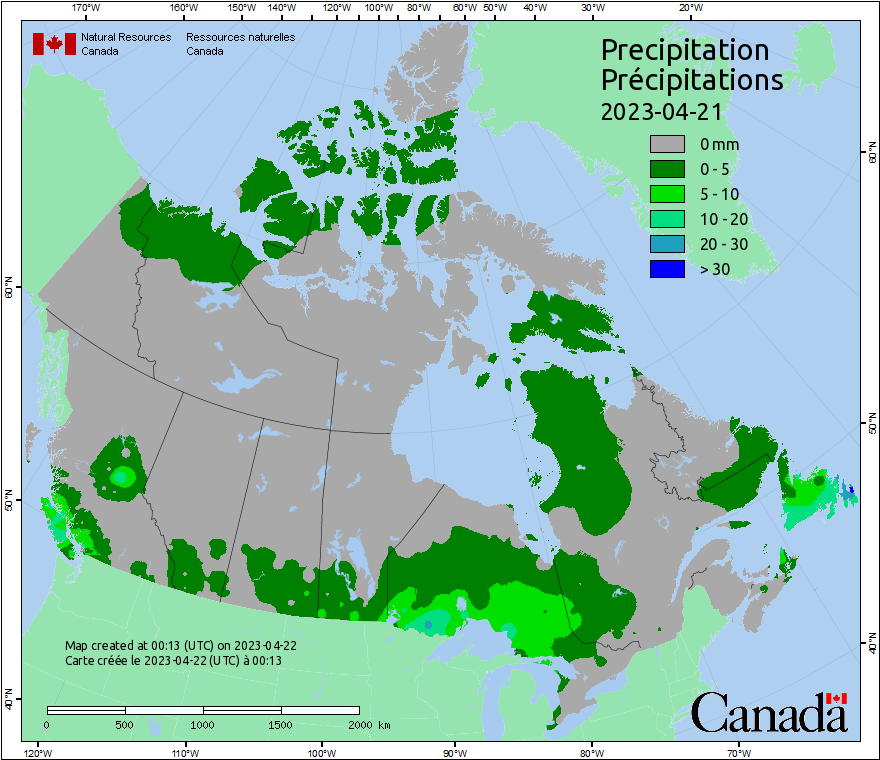 170°W 160°W 150°W 140°W 130°W 120°W 110°W 100°W 90°W 80°W 60°W 50°W 40°W 30°W 20°W
Natural Resources Ressources naturelles
Canada Canada
Precipitation
Précipitations
2023-04-21
0 mm
0 - 5
5 - 10
10 - 20
20 - 30
> 30
60°N
60°N
50°N
50°N
40°N
40°N
Map created at 00:13 (UTC) on 2023-04-22
Carte créée le 2023-04-22 (UTC) à 00:13
0 500 1000 1500 2000 km
Canada
120°W 110°W 100°W 90°W 80°W 70°W